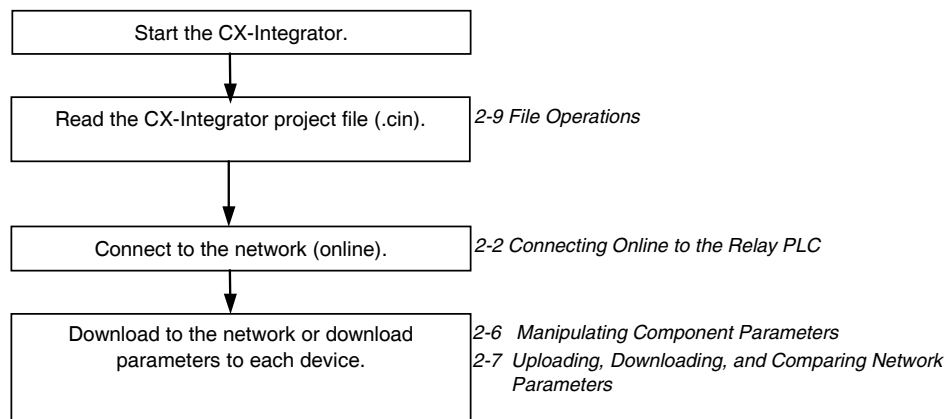 Start the CX-Integrator.
Read the CX-Integrator project file (.cin).
2-9 File Operations
Connect to the network (online).
2-2 Connecting Online to the Relay PLC
Download to the network or download
parameters to each device.
2-6 Manipulating Component Parameters
2-7 Uploading, Downloading, and Comparing Network
Parameters